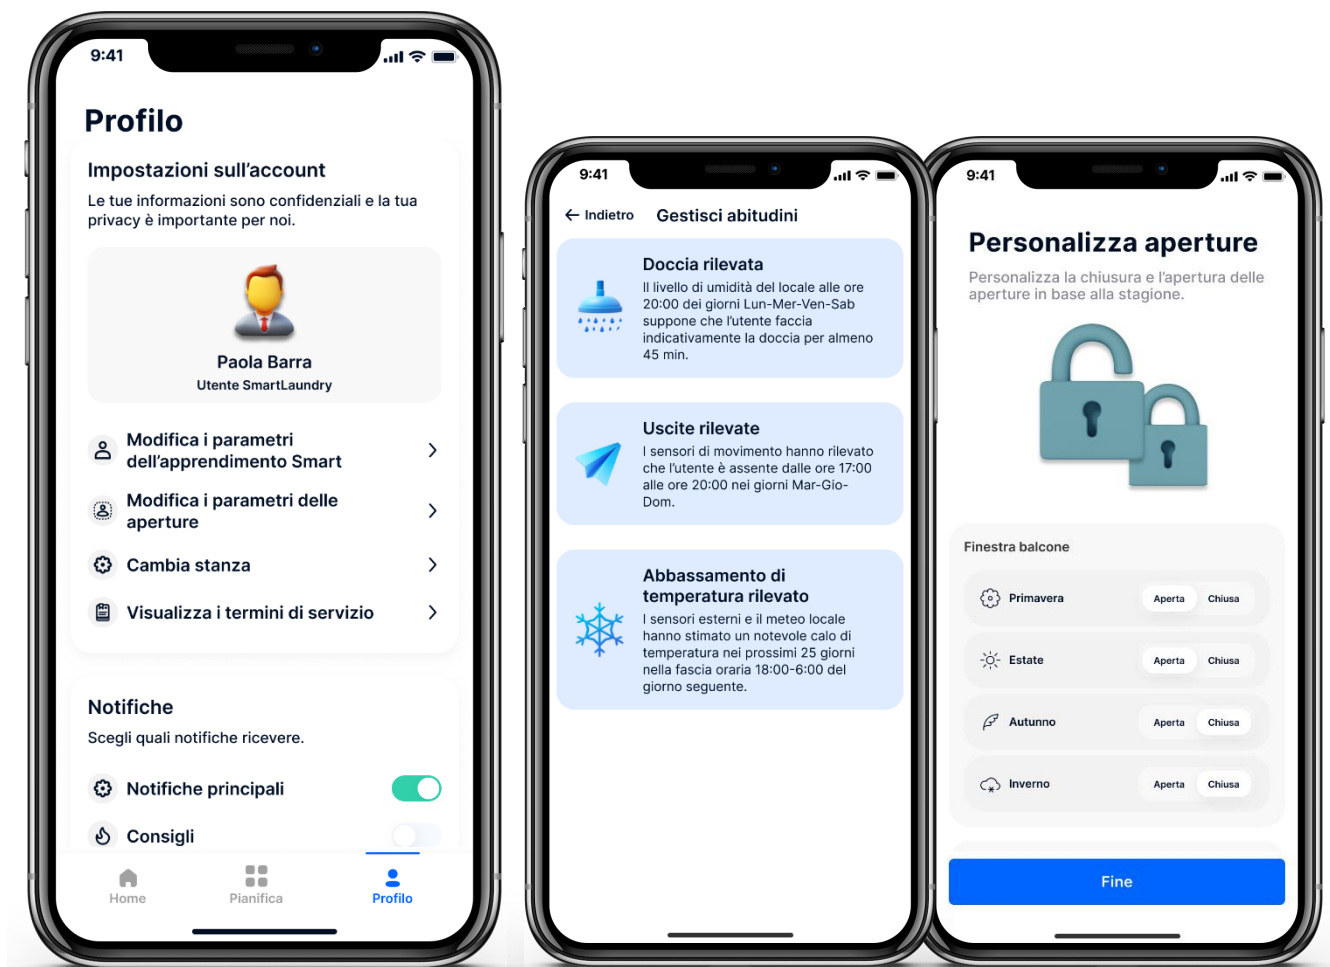 9:41
Profilo
Impostazioni sull'account
Le tue informazioni sono confidenziali e la tua
privacy è importante per noi.
Paola Barra
Utente SmartLaundry
Modifica i parametri
dell'apprendimento Smart
Modifica i parametri delle
aperture
Cambia stanza
Visualizza i termini di servizio
Notifiche
Scegli quali notifiche ricevere.
Notifiche principali
Consigli
Home
Pianifica
Profilo
9:41
Indietro
Gestisci abitudini
Doccia rilevata
Il livello di umidità del locale alle ore
20:00 dei giorni Lun-Mer-Ven-Sab
suppone che l'utente faccia
indicativamente la doccia per almeno
45 min.
Uscite rilevate
I sensori di movimento hanno rilevato
che l'utente è assente dalle ore 17:00
alle ore 20:00 nei giorni Mar-Gio-
Dom.
Abbassamento di
temperatura rilevato
I sensori esterni e il meteo locale
hanno stimato un notevole calo di
temperatura nei prossimi 25 giorni
nella fascia oraria 18:00-6:00 del
giorno seguente.
9:41
Personalizza aperture
Personalizza la chiusura e l'apertura delle
aperture in base alla stagione.
Finestra balcone
Primavera Aperta Chiusa
Estate Aperta Chiusa
Autunno Aperta Chiusa
Inverno Aperta Chiusa
Fine